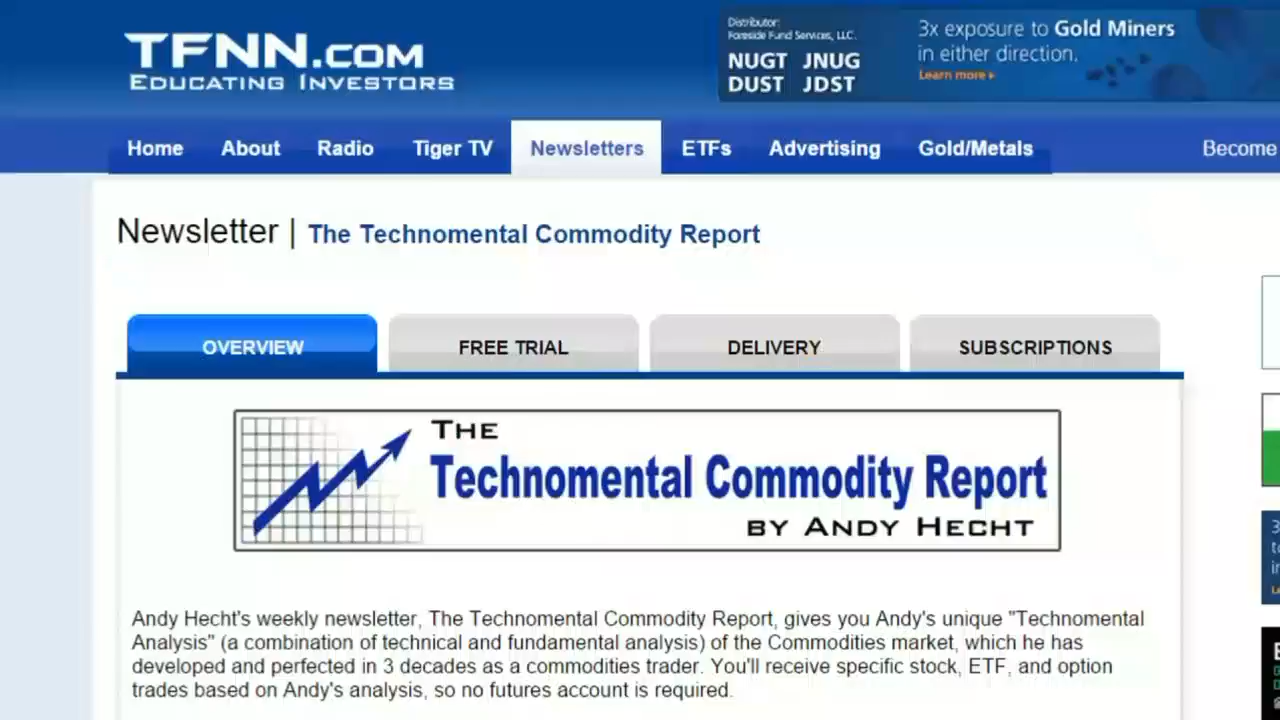 TFNN.COM
EDUCATING INVESTORS
Distributor:
Foreside Fund Services, LLC.
NUGT JNUG
DUST JDST
3x exposure to Gold Miners
in either direction.
Learn more
Home About Radio Tiger TV Newsletters ETFs Advertising Gold/Metals Become
Newsletter | The Technomental Commodity Report
OVERVIEW FREE TRIAL DELIVERY SUBSCRIPTIONS
THE
Technomental Commodity Report
BY ANDY HECHT
Andy Hecht's weekly newsletter, The Technomental Commodity Report, gives you Andy's unique "Technomental
Analysis" (a combination of technical and fundamental analysis) of the Commodities market, which he has
developed and perfected in 3 decades as a commodities trader. You'll receive specific stock, ETF, and option
trades based on Andy's analysis, so no futures account is required.